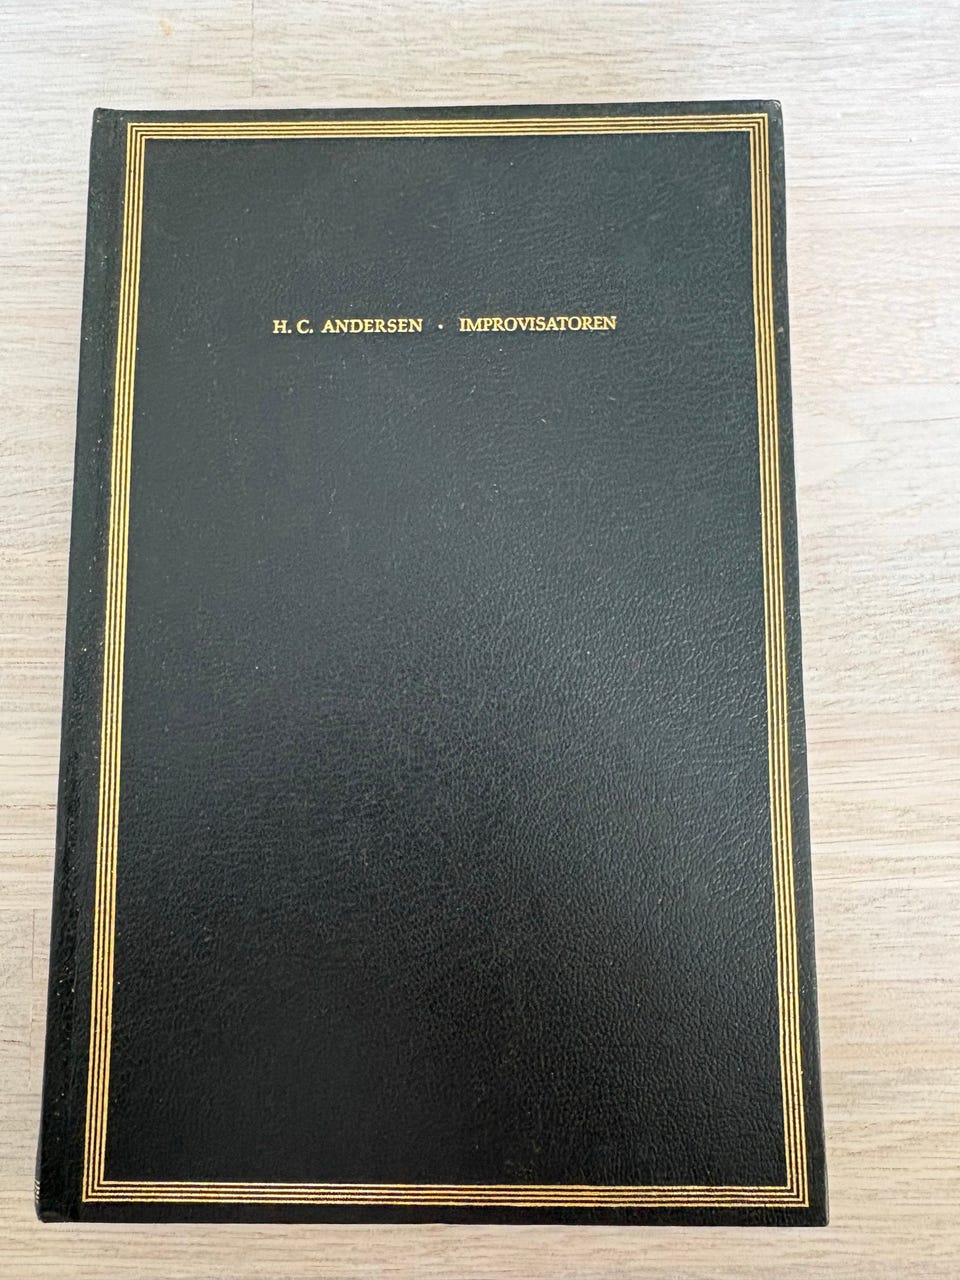 H. C. ANDERSEN · IMPROVISATOREN